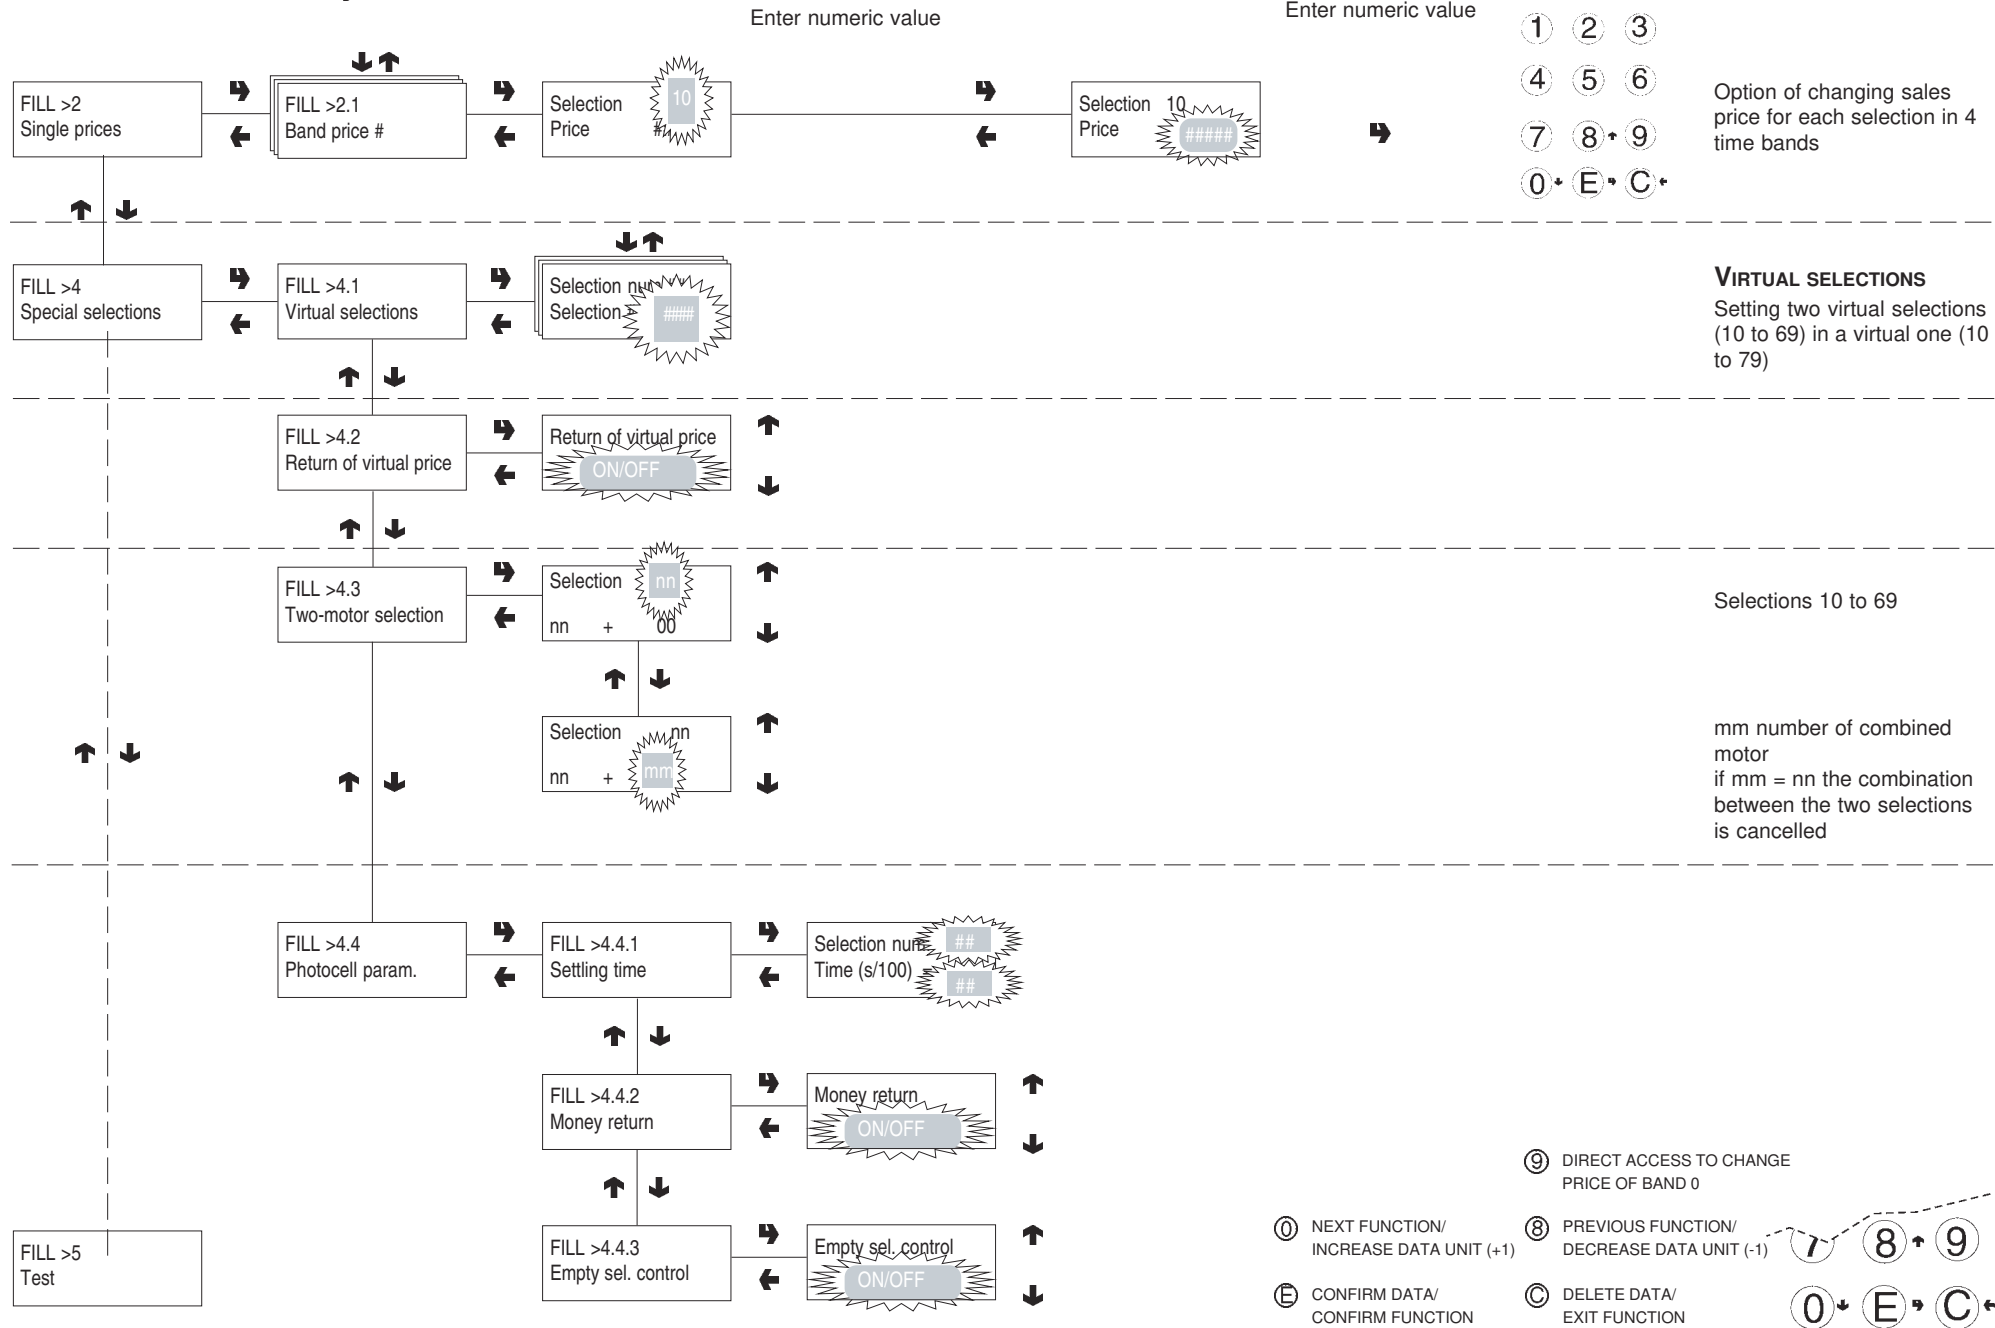 Enter numeric value
Enter numeric value
1 2 3
4 5 6
7 8 9
0 E C
FILL >2
Single prices
FILL >2.1
Band price #
Selection 10
Price #
Selection 10
Price #####
Option of changing sales
price for each selection in 4
time bands
FILL >4
Special selections
FILL >4.1
Virtual selections
Selection
Selection ####
VIRTUAL SELECTIONS
Setting two virtual selections
(10 to 69) in a virtual one (10
to 79)
FILL >4.2
Return of virtual price
Return of virtual price
ON/OFF
FILL >4.3
Two-motor selection
Selection nn
nn + 00
Selections 10 to 69
Selection nn
nn + mm
mm number of combined
motor
if mm = nn the combination
between the two selections
is cancelled
FILL >4.4
Photocell param.
FILL >4.4.1
Settling time
Selection num ##
Time (s/100) ##
FILL >4.4.2
Money return
Money return
ON/OFF
FILL >4.4.3
Empty sel. control
Empty sel. control
ON/OFF
FILL >5
Test
9 DIRECT ACCESS TO CHANGE
PRICE OF BAND 0
0 NEXT FUNCTION/
INCREASE DATA UNIT (+1)
8 PREVIOUS FUNCTION/
DECREASE DATA UNIT (-1)
E CONFIRM DATA/
CONFIRM FUNCTION
C DELETE DATA/
EXIT FUNCTION
7 8 9
0 E C